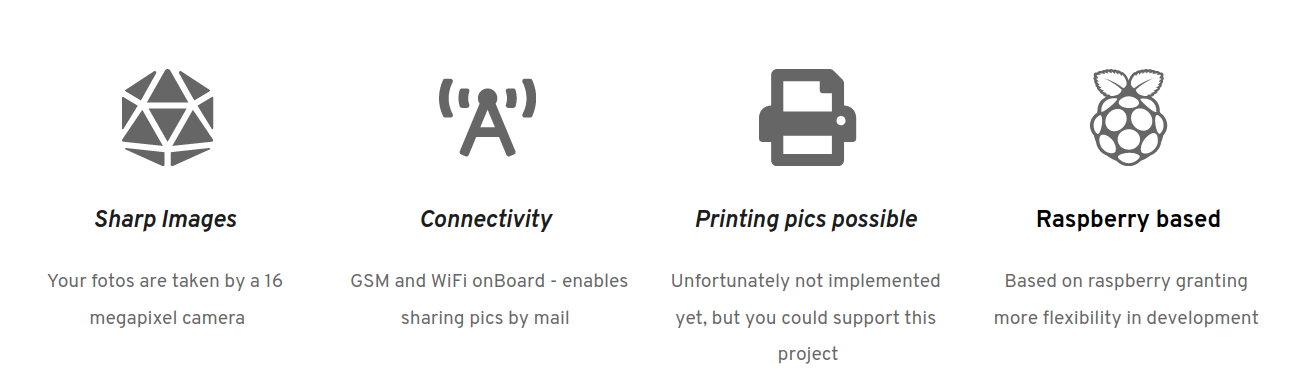 Sharp Images
Your fotos are taken by a 16
megapixel camera
Connectivity
GSM and WiFi onBoard - enables
sharing pics by mail
Printing pics possible
Unfortunately not implemented
yet, but you could support this
project
Raspberry based
Based on raspberry granting
more flexibility in development